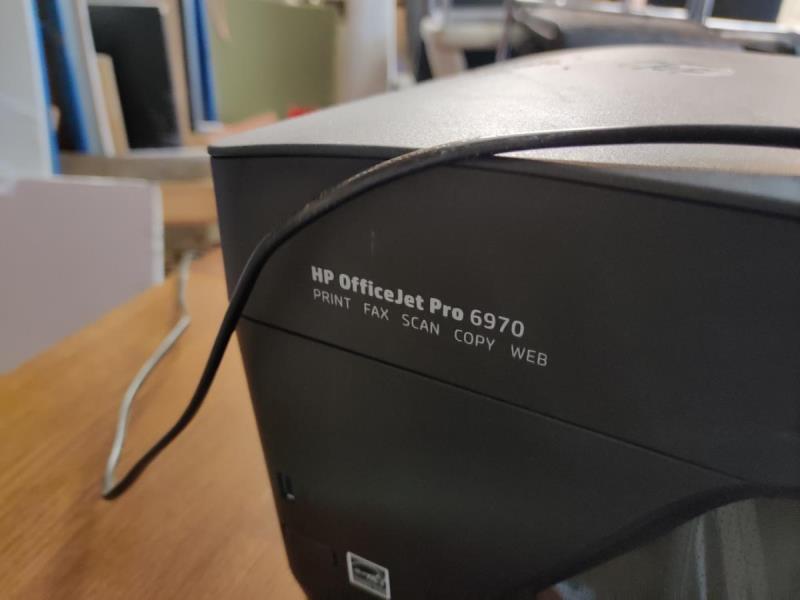 HP OfficeJet Pro 6970
PRINT FAX SCAN COPY WEB